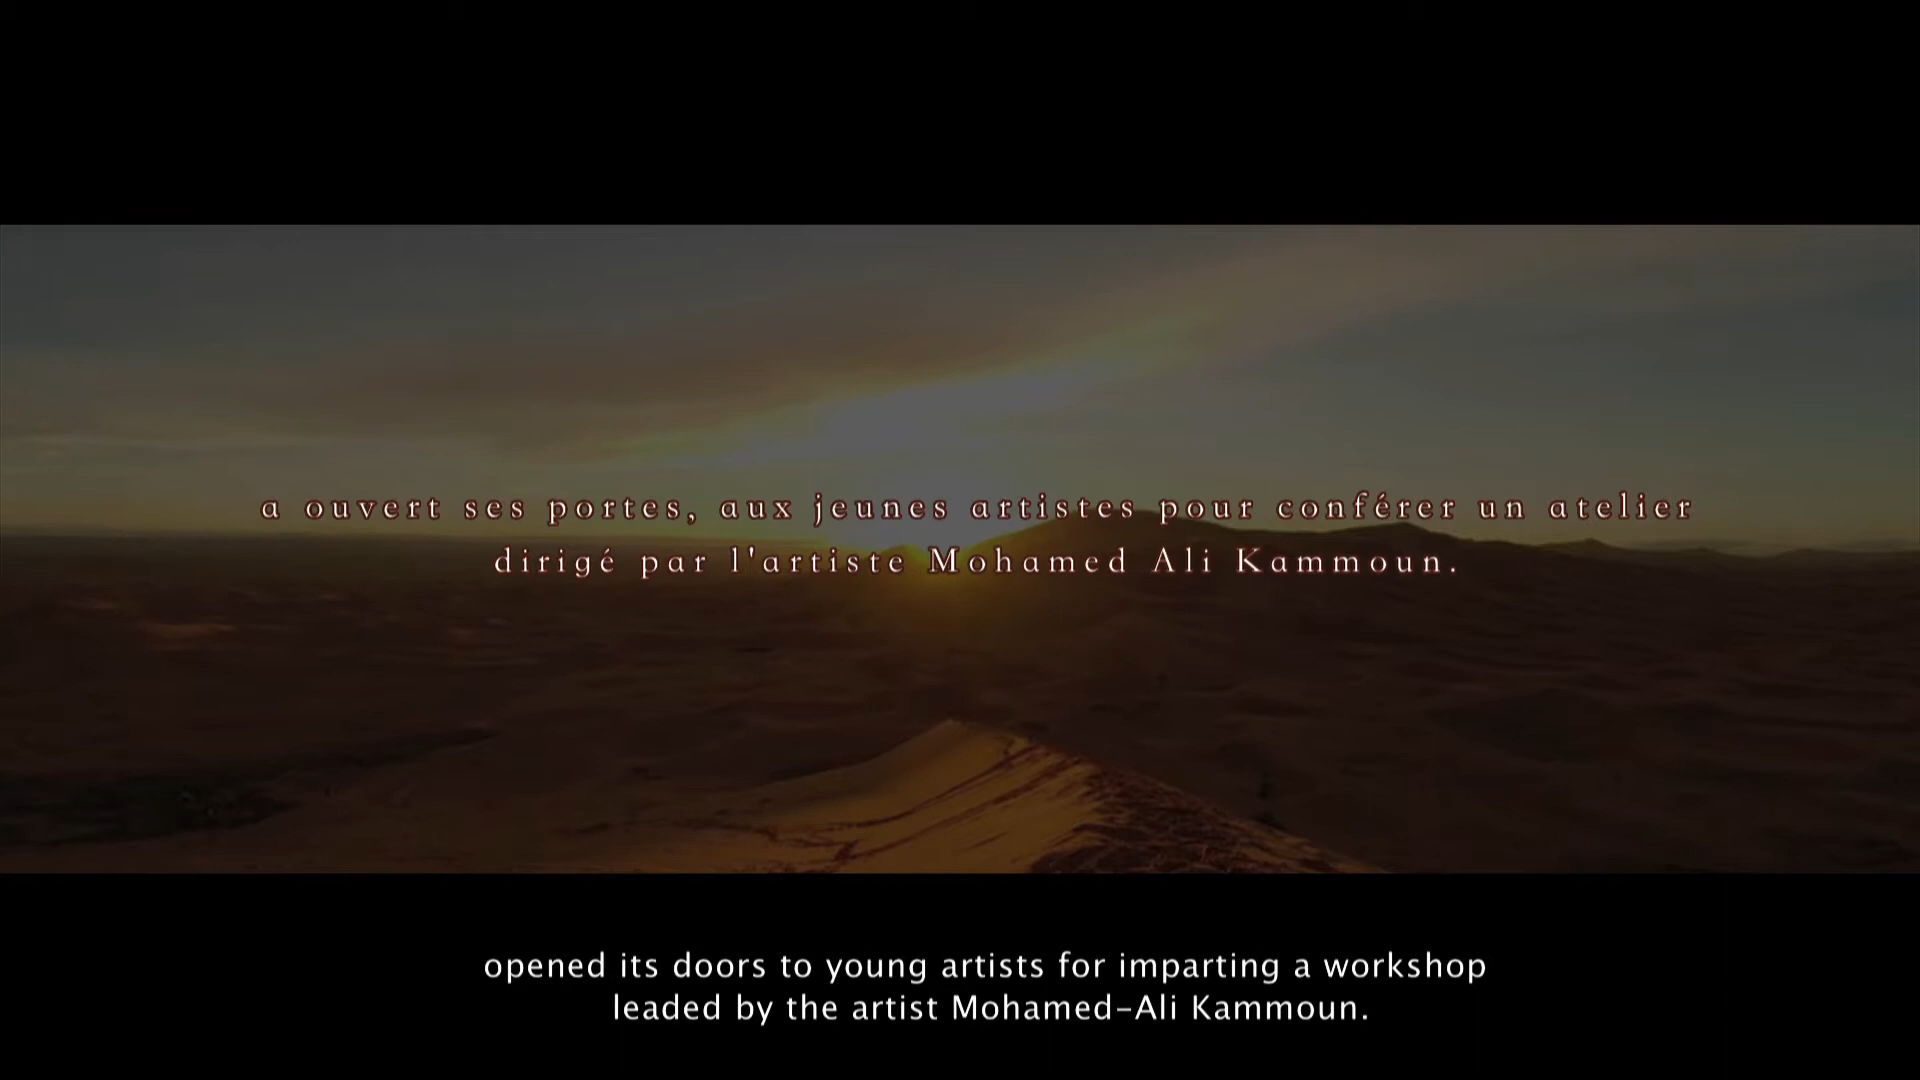 a ouvert ses portes, aux jeunes artistes pour conférer un atelier
dirigé par l'artiste Mohamed Ali Kammoun.
opened its doors to young artists for imparting a workshop
leaded by the artist Mohamed-Ali Kammoun.